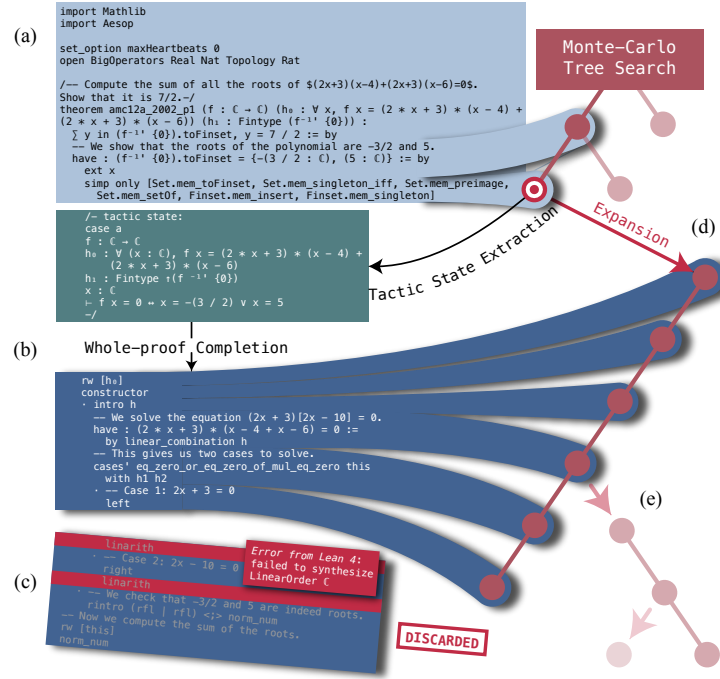 (a)
import Mathlib
import Aesop
set_option maxHeartbeats 0
open BigOperators Real Nat Topology Rat
/-- Compute the sum of all the roots of $(2x+3)(x-4)+(2x+3)(x-6)=0$.
Show that it is 7/2.-/
theorem amc12a_2002_p1 (f : ℂ → ℂ) (h₀ : ∀ x, f x = (2 * x + 3) * (x - 4) +
(2 * x + 3) * (x - 6)) (h₁ : Fintype (f⁻¹' {0})) :
∑ y in (f⁻¹' {0}).toFinset, y = 7 / 2 := by
-- We show that the roots of the polynomial are -3/2 and 5.
have : (f⁻¹' {0}).toFinset = {-(3 / 2 : ℂ), (5 : ℂ)} := by
ext x
simp only [Set.mem_toFinset, Set.mem_singleton_iff, Set.mem_preimage,
Set.mem_setOf, Finset.mem_insert, Finset.mem_singleton]
Monte-Carlo
Tree Search
/- tactic state:
case a
f : ℂ → ℂ
h₀ : ∀ (x : ℂ), f x = (2 * x + 3) * (x - 4) +
(2 * x + 3) * (x - 6)
h₁ : Fintype ↑(f ⁻¹' {0})
x : ℂ
⊢ f x = 0 ↔ x = -(3 / 2) ∨ x = 5
-/
Tactic State Extraction
Expansion
(d)
(b)
Whole-proof Completion
rw [h₀]
constructor
· intro h
-- We solve the equation (2x + 3)[2x - 10] = 0.
have : (2 * x + 3) * (x - 4 + x - 6) = 0 :=
by linear_combination h
-- This gives us two cases to solve.
cases' eq_zero_or_eq_zero_of_mul_eq_zero this
with h1 h2
· -- Case 1: 2x + 3 = 0
left
(e)
(c)
linarith
· -- Case 2: 2x - 10 = 0
right
linarith
· -- We check that -3/2 and 5 are indeed roots.
rintro (rfl | rfl) <;> norm_num
-- Now we compute the sum of the roots.
rw [this]
norm_num
Error from Lean 4:
failed to synthesize
LinearOrder ℂ
DISCARDED